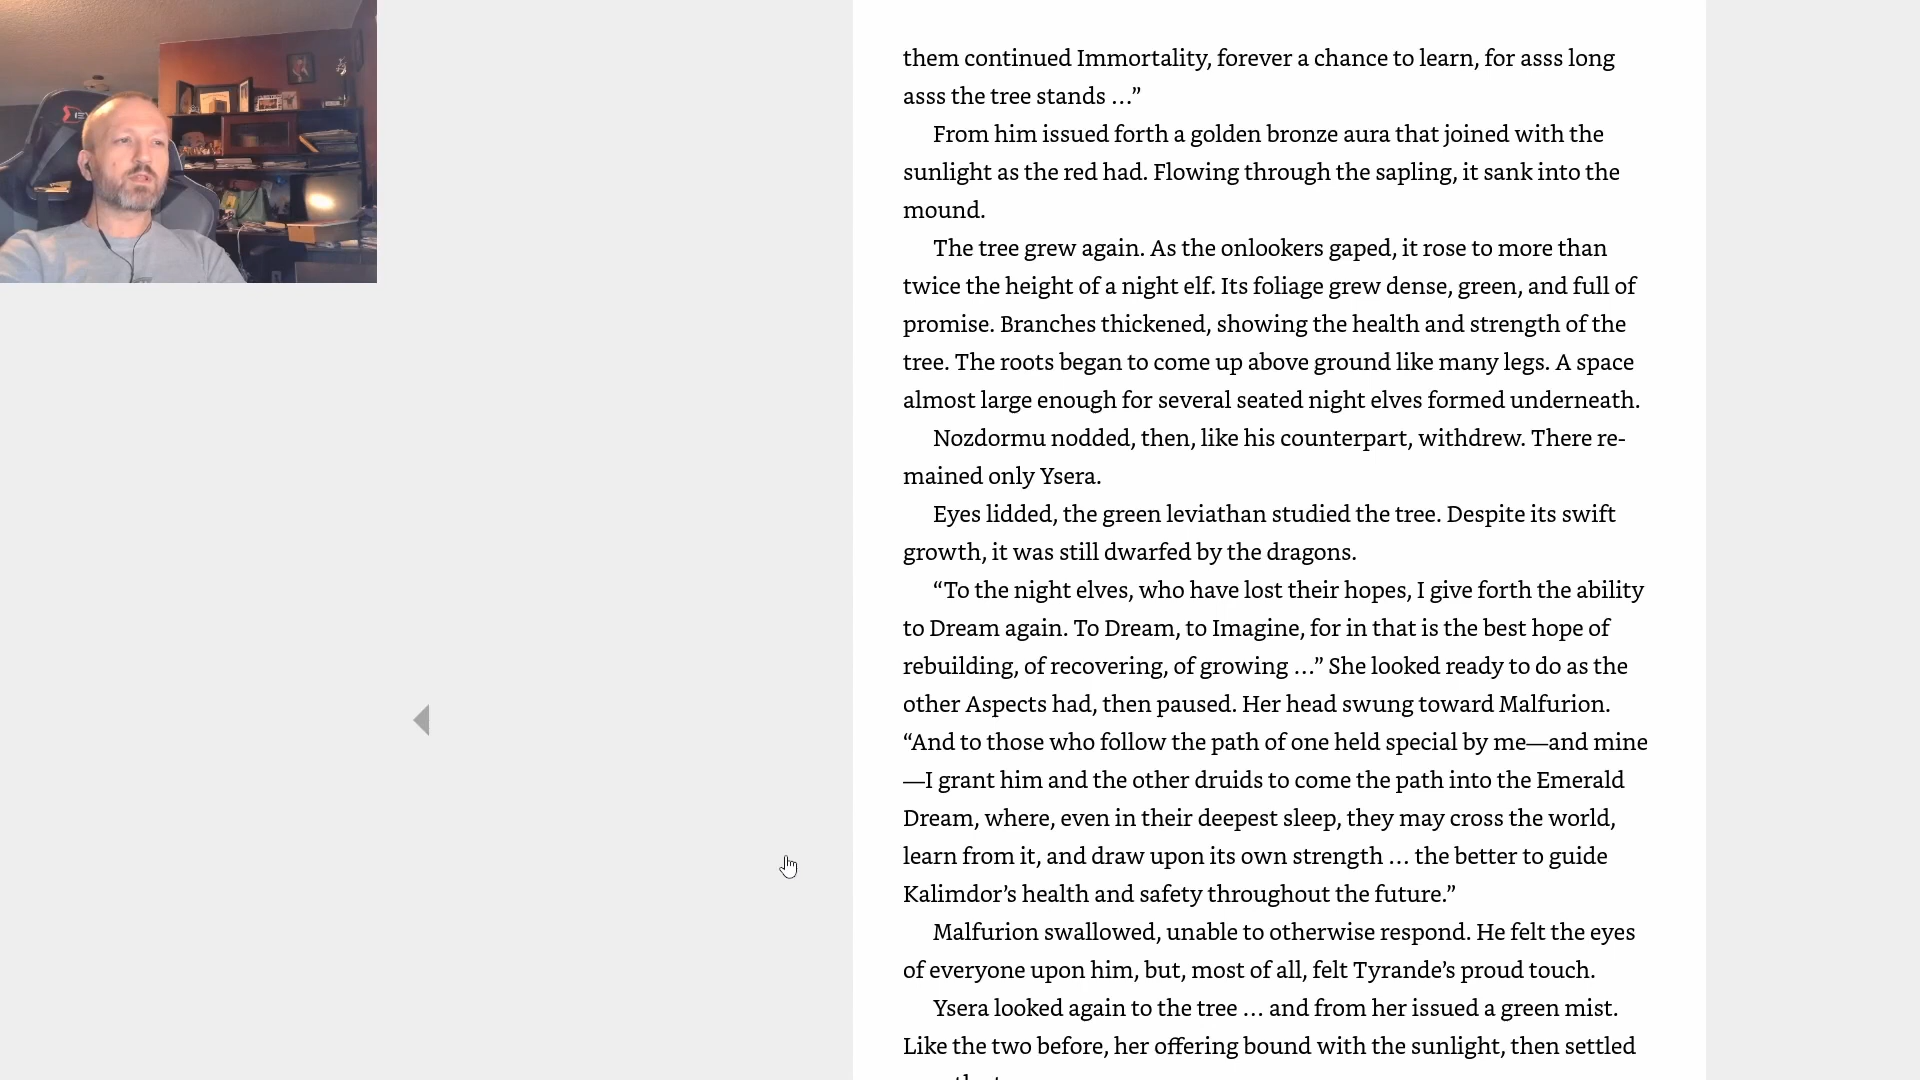 them continued Immortality, forever a chance to learn, for asss long
asss the tree stands …”
From him issued forth a golden bronze aura that joined with the
sunlight as the red had. Flowing through the sapling, it sank into the
mound.
The tree grew again. As the onlookers gaped, it rose to more than
twice the height of a night elf. Its foliage grew dense, green, and full of
promise. Branches thickened, showing the health and strength of the
tree. The roots began to come up above ground like many legs. A space
almost large enough for several seated night elves formed underneath.
Nozdormu nodded, then, like his counterpart, withdrew. There re-
mained only Ysera.
Eyes lidded, the green leviathan studied the tree. Despite its swift
growth, it was still dwarfed by the dragons.
“To the night elves, who have lost their hopes, I give forth the ability
to Dream again. To Dream, to Imagine, for in that is the best hope of
rebuilding, of recovering, of growing …” She looked ready to do as the
other Aspects had, then paused. Her head swung toward Malfurion.
“And to those who follow the path of one held special by me—and mine
—I grant him and the other druids to come the path into the Emerald
Dream, where, even in their deepest sleep, they may cross the world,
learn from it, and draw upon its own strength … the better to guide
Kalimdor’s health and safety throughout the future.”
Malfurion swallowed, unable to otherwise respond. He felt the eyes
of everyone upon him, but, most of all, felt Tyrande’s proud touch.
Ysera looked again to the tree … and from her issued a green mist.
Like the two before, her offering bound with the sunlight, then settled